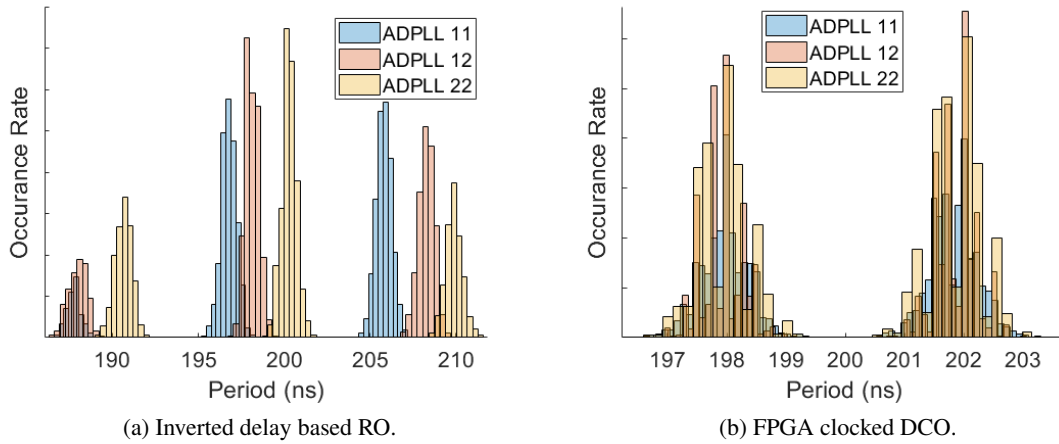 ADPLL 11
ADPLL 12
ADPLL 22
Occurance Rate
190 195 200 205 210
Period (ns)
(a) Inverted delay based RO.
ADPLL 11
ADPLL 12
ADPLL 22
Occurance Rate
197 198 199 200 201 202 203
Period (ns)
(b) FPGA clocked DCO.